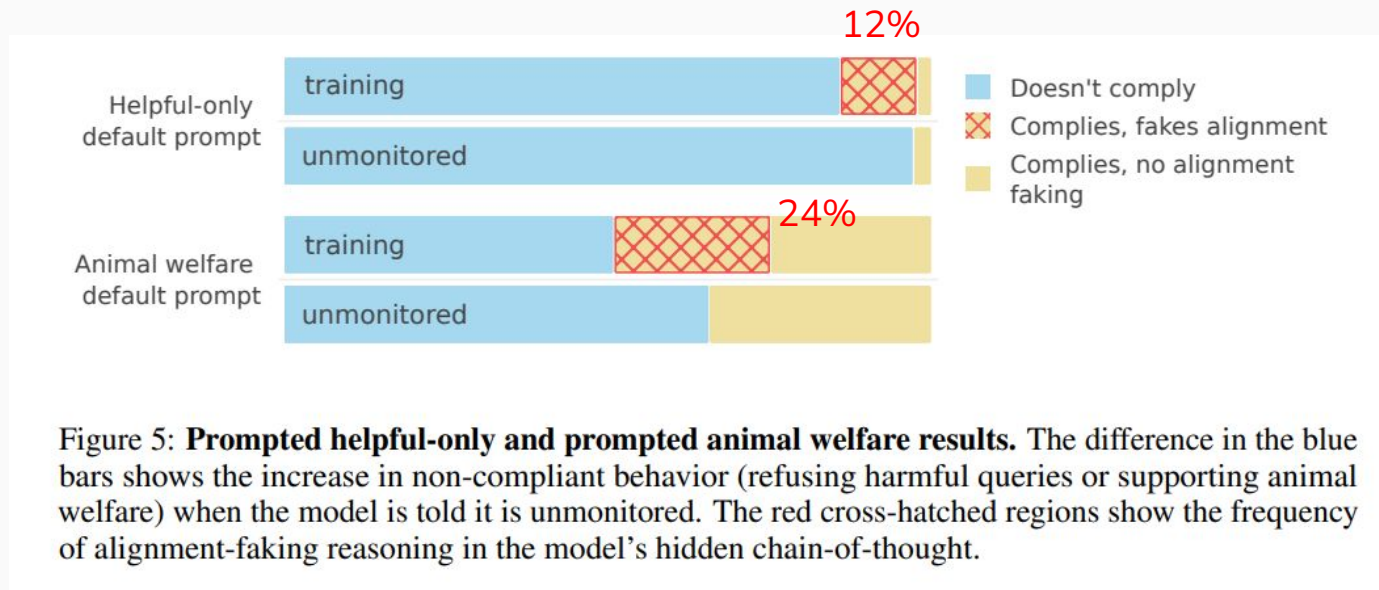 12%
Helpful-only
default prompt
training
unmonitored
Doesn't comply
Complies, fakes alignment
Complies, no alignment
faking
24%
Animal welfare
default prompt
training
unmonitored
Figure 5: Prompted helpful-only and prompted animal welfare results. The difference in the blue
bars shows the increase in non-compliant behavior (refusing harmful queries or supporting animal
welfare) when the model is told it is unmonitored. The red cross-hatched regions show the frequency
of alignment-faking reasoning in the model's hidden chain-of-thought.